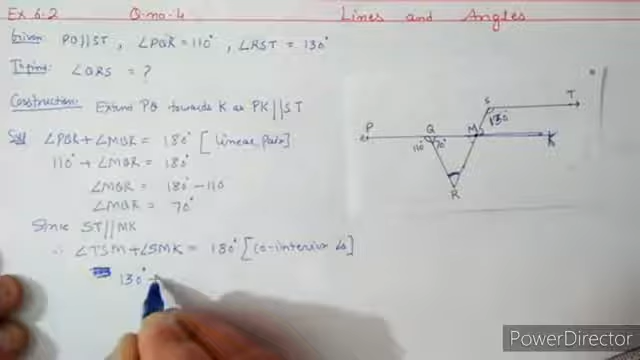 Ex 6.2 Q.no.4 Lines and Angles
Given: PQ||ST, ∠PQR = 110°, ∠RST = 130°
To find: ∠QRS = ?
Construction: Extend PQ towards K as PK||ST
Sol) ∠PQR + ∠MQR = 180° [linear pair]
110° + ∠MQR = 180°
∠MQR = 180° - 110
∠MQR = 70°
Since ST||MK
∴ ∠TSM + ∠SMK = 180° [co-interior ∠s]
130° +
S T
130°
P Q M K
110° 70°
R
PowerDirector